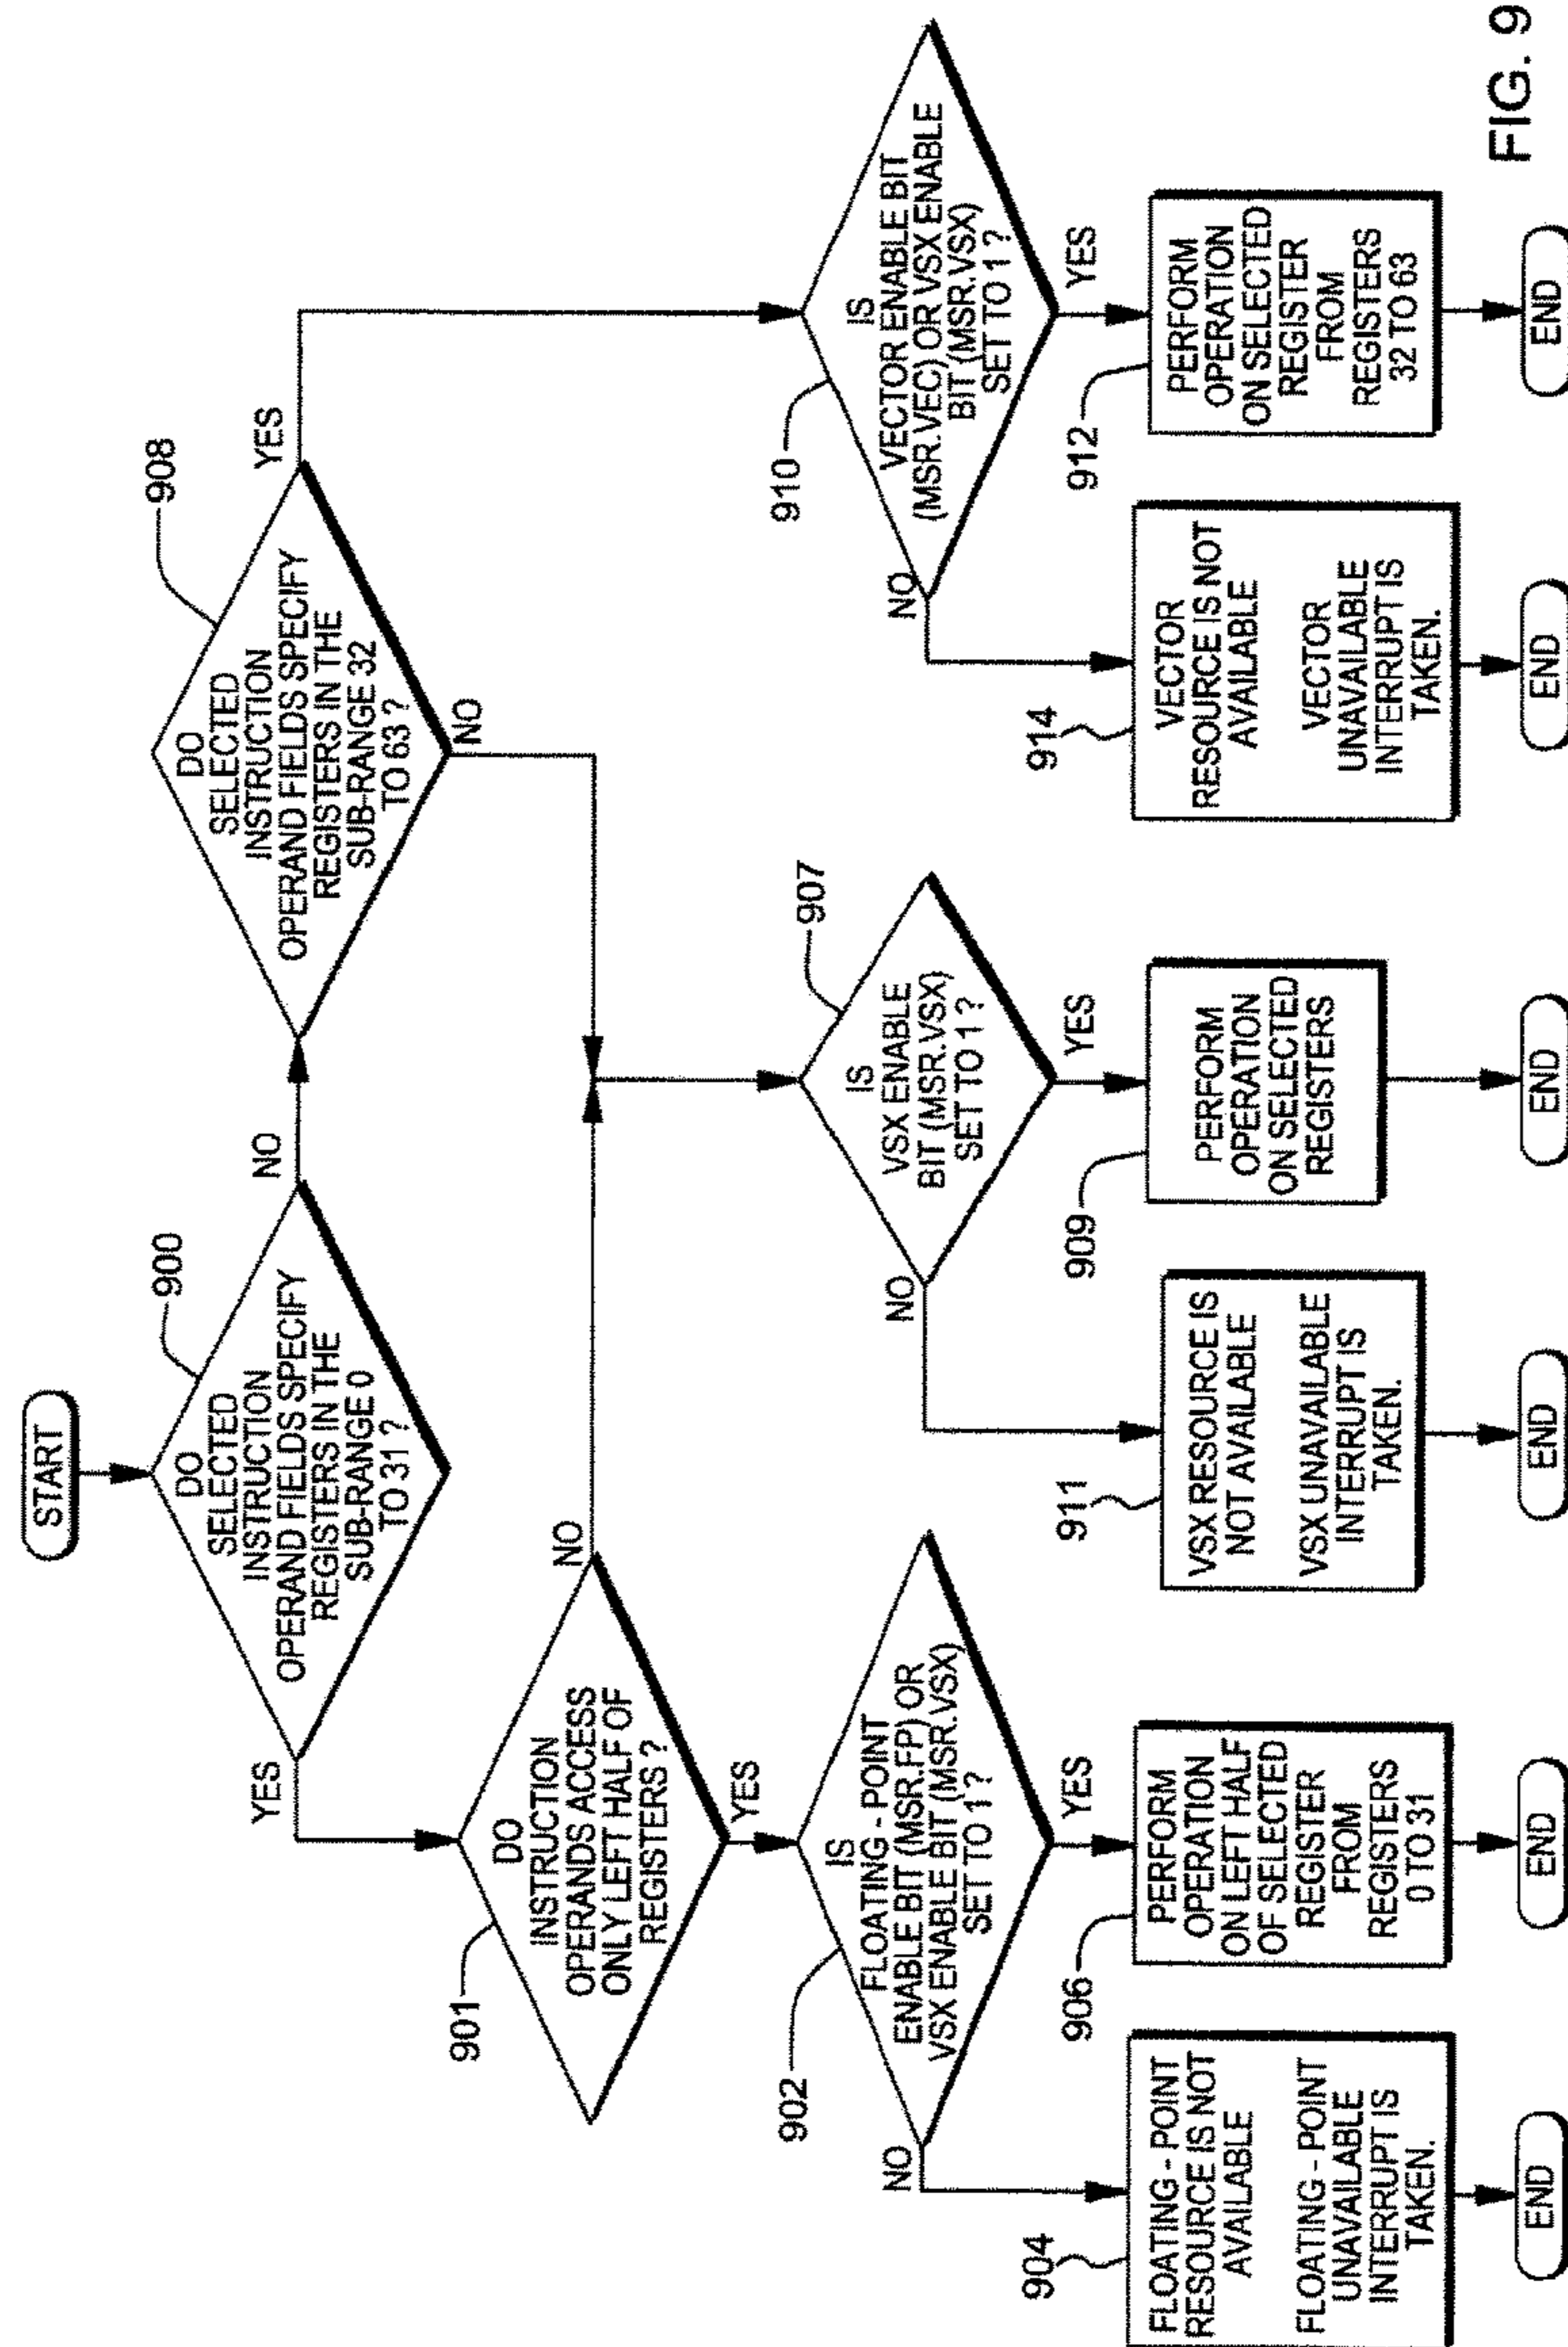 START
900
DO
SELECTED
INSTRUCTION
OPERAND FIELDS SPECIFY
REGISTERS IN THE
SUB-RANGE 0
TO 31 ?
YES
NO
908
DO
SELECTED
INSTRUCTION
OPERAND FIELDS SPECIFY
REGISTERS IN THE
SUB-RANGE 32
TO 63 ?
YES
NO
901
DO
INSTRUCTION
OPERANDS ACCESS
ONLY LEFT HALF OF
REGISTERS ?
NO
YES
902
IS
FLOATING - POINT
ENABLE BIT (MSR.FP) OR
VSX ENABLE BIT (MSR.VSX)
SET TO 1 ?
NO
YES
907
IS
VSX ENABLE
BIT (MSR.VSX)
SET TO 1 ?
NO
YES
910
IS
VECTOR ENABLE BIT
(MSR.VEC) OR VSX ENABLE
BIT (MSR.VSX)
SET TO 1 ?
NO
YES
904
FLOATING - POINT
RESOURCE IS NOT
AVAILABLE
FLOATING - POINT
UNAVAILABLE
INTERRUPT IS
TAKEN.
906
PERFORM
OPERATION
ON LEFT HALF
OF SELECTED
REGISTER
FROM
REGISTERS
0 TO 31
911
VSX RESOURCE IS
NOT AVAILABLE
VSX UNAVAILABLE
INTERRUPT IS
TAKEN.
909
PERFORM
OPERATION
ON SELECTED
REGISTERS
914
VECTOR
RESOURCE IS NOT
AVAILABLE
VECTOR
UNAVAILABLE
INTERRUPT IS
TAKEN.
912
PERFORM
OPERATION
ON SELECTED
REGISTER
FROM
REGISTERS
32 TO 63
END
END
END
END
END
END
FIG. 9